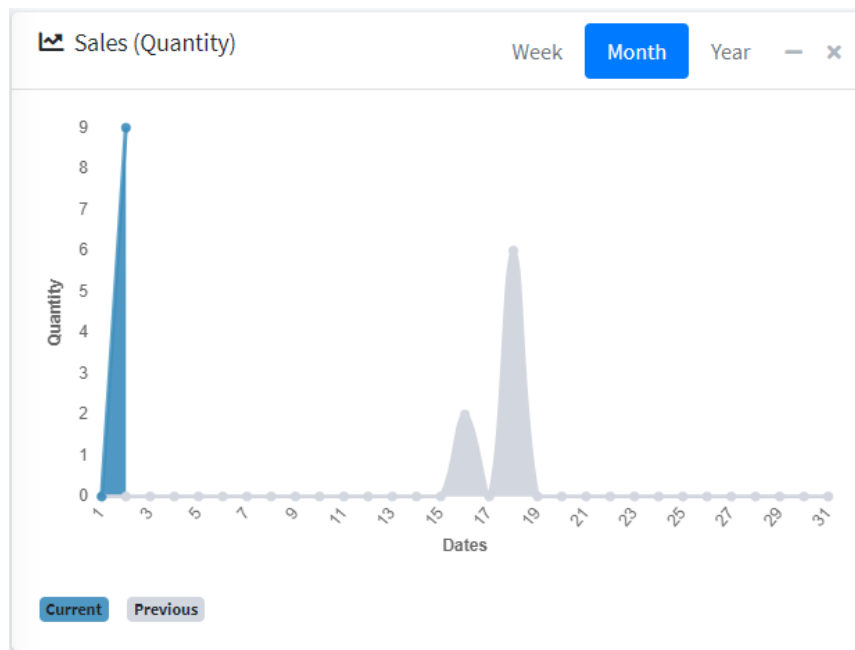 Sales (Quantity)
Week Month Year
9
8
7
6
5
4
3
2
1
0
Quantity
1 3 5 7 9 11 13 15 17 19 21 23 25 27 29 31
Dates
Current Previous